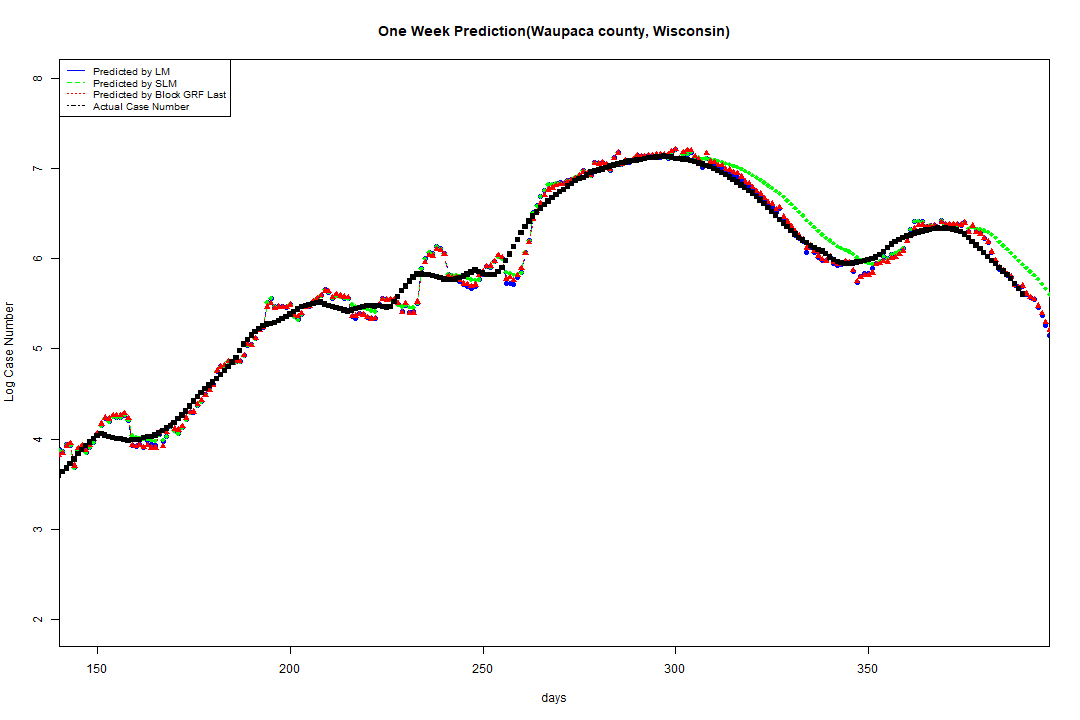 One Week Prediction(Waupaca county, Wisconsin)
Predicted by LM
Predicted by SLM
Predicted by Block GRF Last
Actual Case Number
8
7
6
5
4
3
2
Log Case Number
150 200 250 300 350
days